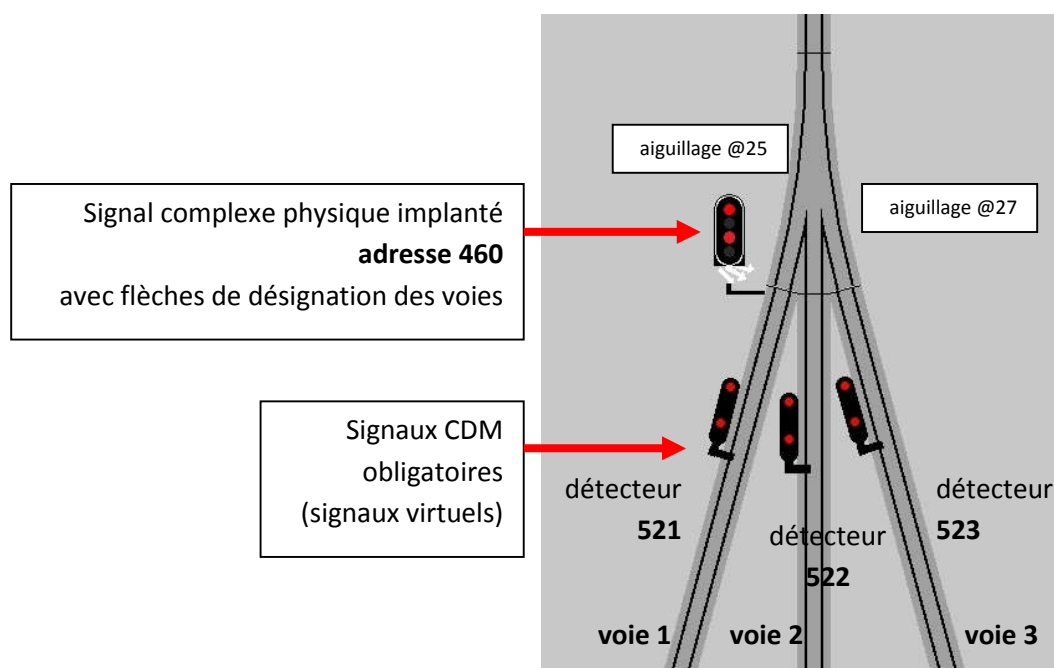 aiguillage @25
aiguillage @27
Signal complexe physique implanté
adresse 460
avec flèches de désignation des voies
Signaux CDM
obligatoires
(signaux virtuels)
détecteur
521
détecteur
522
détecteur
523
voie 1
voie 2
voie 3